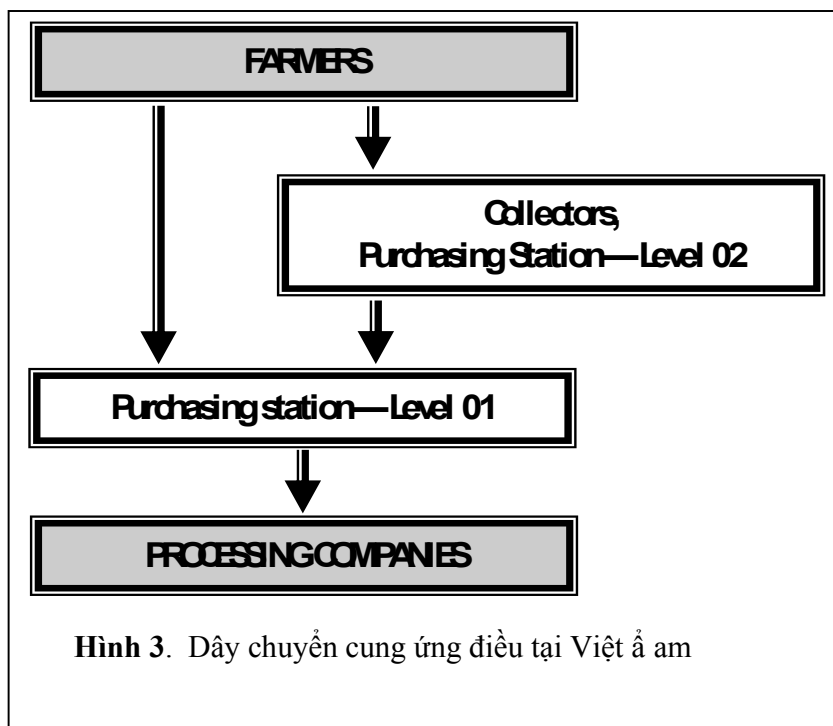 FARMERS
Collectors,
Purchasing Station—Level 02
Purchasing station—Level 01
PROCESSING COMPANIES
Hình 3. Dây chuyển cung ứng điều tại Việt ẩ am